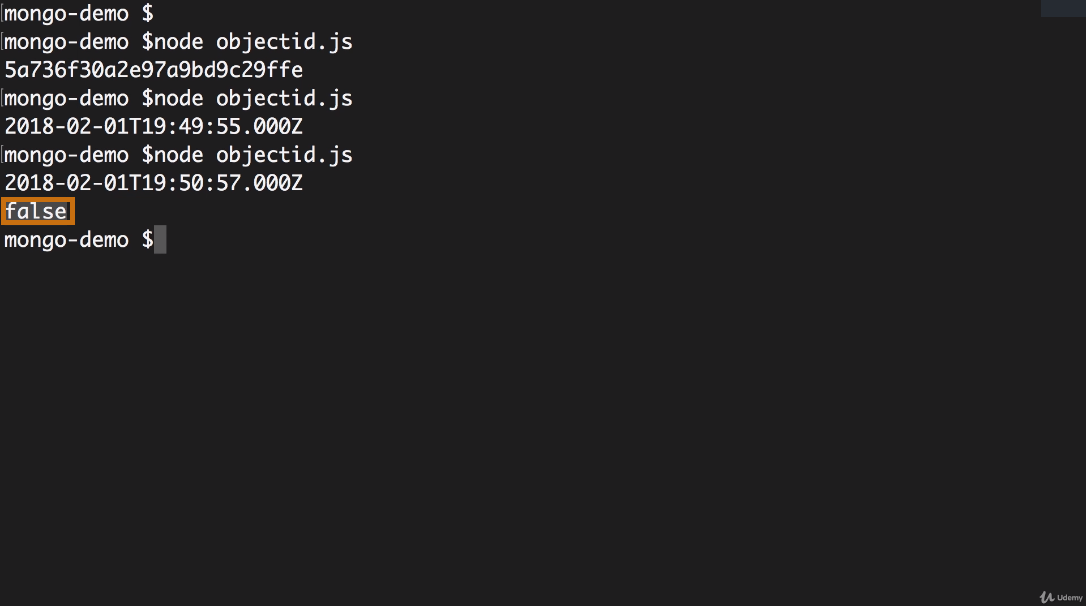 mongo-demo $
mongo-demo $node objectid.js
5a736f30a2e97a9bd9c29ffe
mongo-demo $node objectid.js
2018-02-01T19:49:55.000Z
mongo-demo $node objectid.js
2018-02-01T19:50:57.000Z
false
mongo-demo $
Udemy